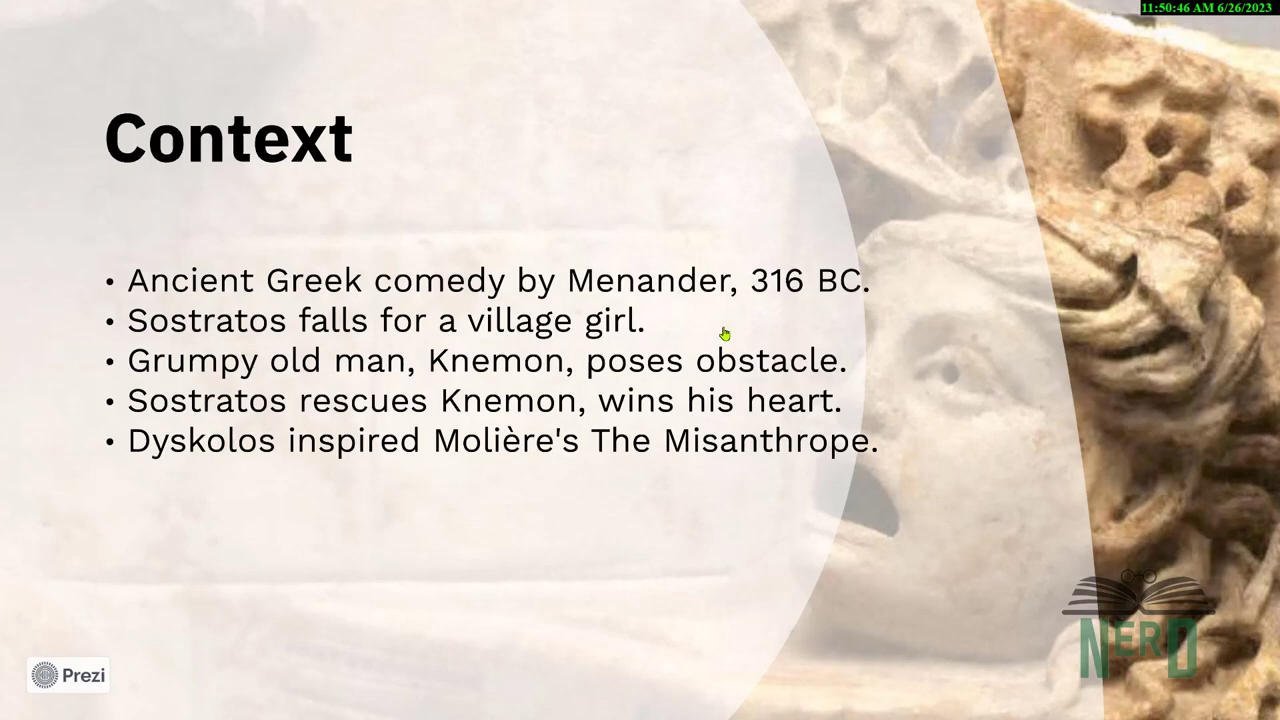 11:50:46 AM 6/26/2023
Context
• Ancient Greek comedy by Menander, 316 BC.
• Sostratos falls for a village girl.
• Grumpy old man, Knemon, poses obstacle.
• Sostratos rescues Knemon, wins his heart.
• Dyskolos inspired Molière's The Misanthrope.
Prezi
NERD